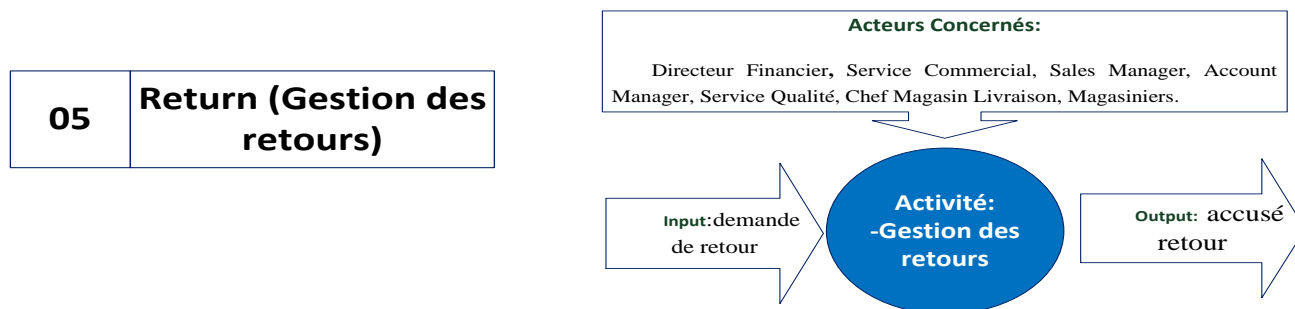 05
Return (Gestion des
retours)
Acteurs Concernés:
Directeur Financier, Service Commercial, Sales Manager, Account
Manager, Service Qualité, Chef Magasin Livraison, Magasiniers.
Input:demande
de retour
Activité:
-Gestion des
retours
Output: accusé
retour